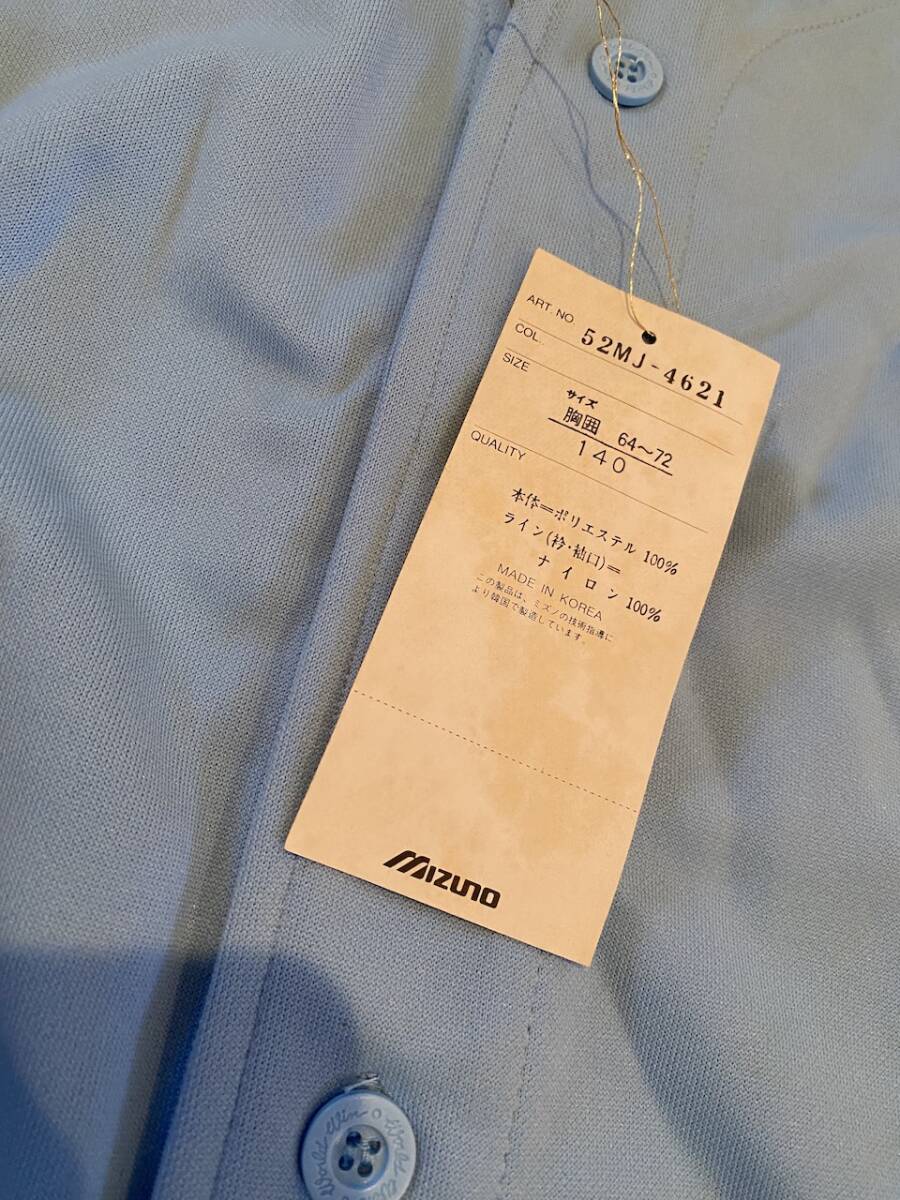 ART. NO 52MJ-4621
COL.
SIZE
サイズ
胸囲 64〜72
140
QUALITY
本体=ポリエステル 100%
ライン(衿・袖口)=
ナイロン 100%
MADE IN KOREA
この製品は、ミズノの技術指導に
より韓国で製造しています。
MIZUNO
World Win